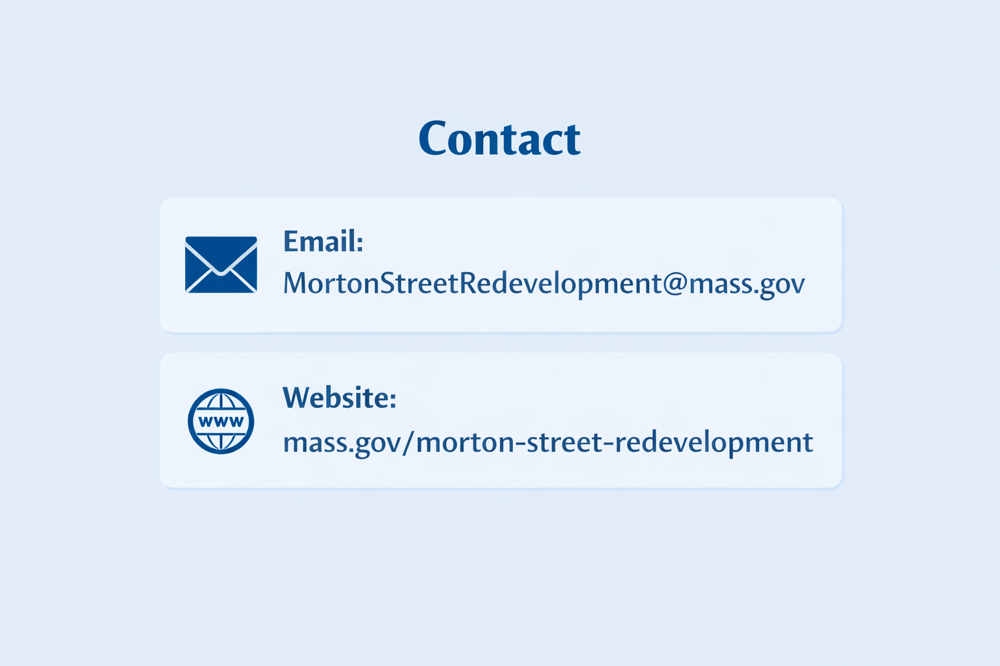 Contact
Email:
MortonStreetRedevelopment@mass.gov
www
Website:
mass.gov/morton-street-redevelopment